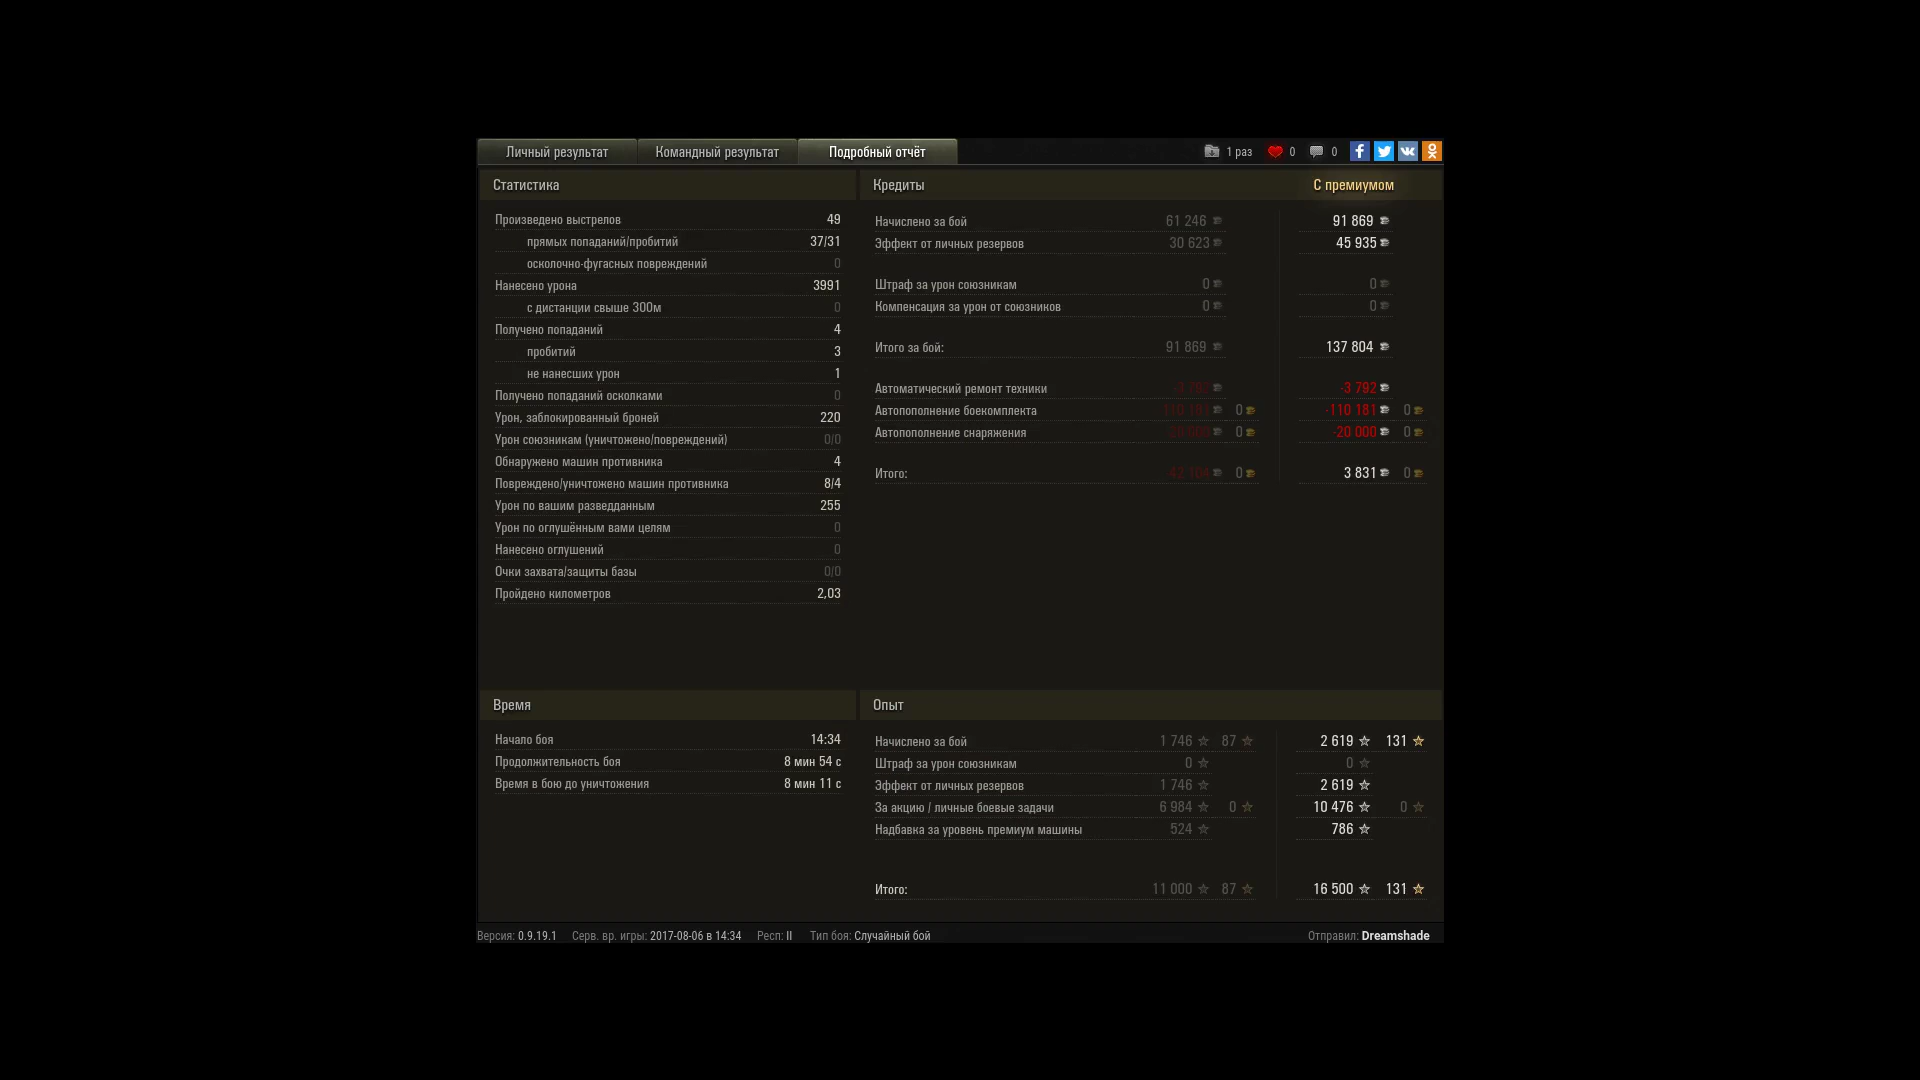 Личный результат Командный результат Подробный отчёт 1 раз 0 0
Статистика
Произведено выстрелов 49
прямых попаданий/пробитий 37/31
осколочно-фугасных повреждений 0
Нанесено урона 3991
с дистанции свыше 300м 0
Получено попаданий 4
пробитий 3
не нанесших урон 1
Получено попаданий осколками 0
Урон, заблокированный броней 220
Урон союзникам (уничтожено/повреждений) 0/0
Обнаружено машин противника 4
Повреждено/уничтожено машин противника 8/4
Урон по вашим разведданным 255
Урон по оглушённым вами целям 0
Нанесено оглушений 0
Очки захвата/защиты базы 0/0
Пройдено километров 2,03
Кредиты С премиумом
Начислено за бой 61 246 91 869
Эффект от личных резервов 30 623 45 935
Штраф за урон союзникам 0 0
Компенсация за урон от союзников 0 0
Итого за бой: 91 869 137 804
Автоматический ремонт техники -3 792
Автопополнение боекомплекта -110 181 0 -110 181 0
Автопополнение снаряжения 0 -20 000 0
Итого: 0 3 831 0
Время
Начало боя 14:34
Продолжительность боя 8 мин 54 с
Время в бою до уничтожения 8 мин 11 с
Опыт
Начислено за бой 1 746 87 2 619 131
Штраф за урон союзникам 0 0
Эффект от личных резервов 1 746 2 619
За акцию / личные боевые задачи 6 984 0 10 476 0
Надбавка за уровень премиум машины 524 786
Итого: 11 000 87 16 500 131
Версия: 0.9.19.1 Серв. вр. игры: 2017-08-06 в 14:34 Респ: II Тип боя: Случайный бой Отправил: Dreamshade